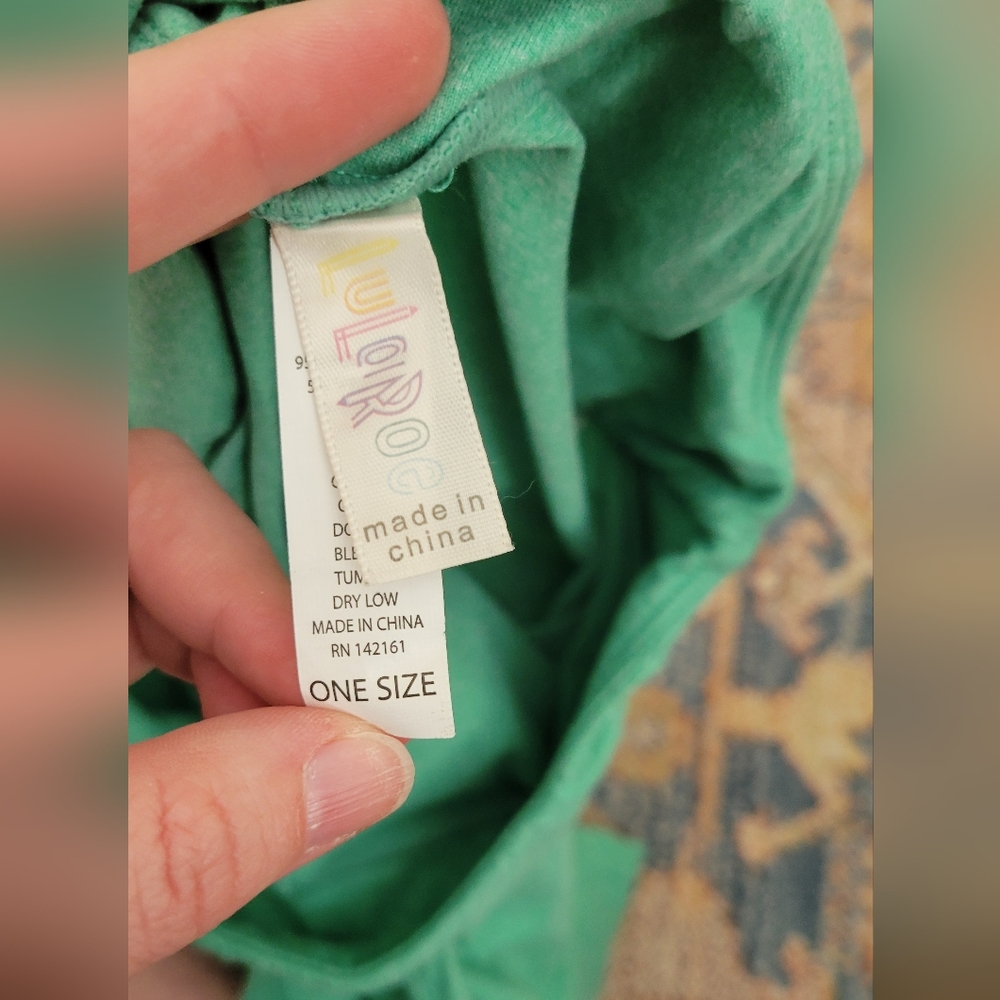 LuLaRoe
made in
china
DRY LOW
MADE IN CHINA
RN 142161
ONE SIZE